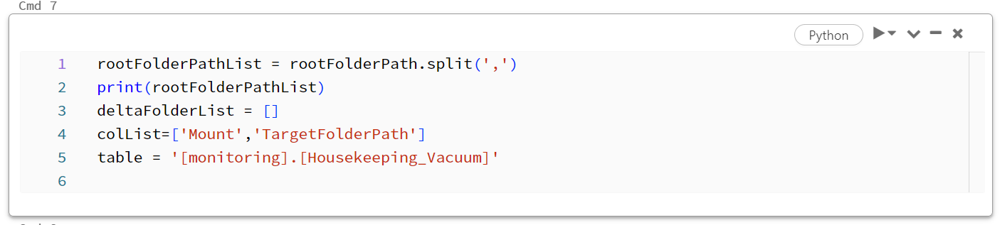 Cmd 7
Python
1 rootFolderPathList = rootFolderPath.split(',')
2 print(rootFolderPathList)
3 deltaFolderList = []
4 colList=['Mount','TargetFolderPath']
5 table = '[monitoring].[Housekeeping_Vacuum]'
6